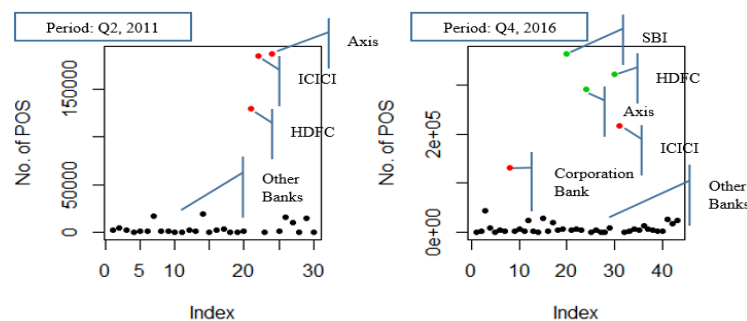 Period: Q2, 2011
No. of POS
0
50000
150000
0
5
10
20
30
Index
Axis
ICICI
HDFC
Other
Banks
Period: Q4, 2016
No. of POS
0e+00
2e+05
0
10
20
30
40
Index
SBI
HDFC
Axis
ICICI
Corporation
Bank
Other
Banks